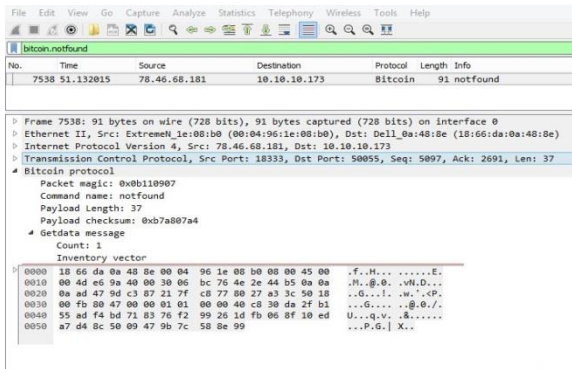 File Edit View Go Capture Analyze Statistics Telephony Wireless Tools Help
bitcoin.notfound
No. Time Source Destination Protocol Length Info
7538 51.132015 78.46.68.181 10.10.10.173 Bitcoin 91 notfound
Frame 7538: 91 bytes on wire (728 bits), 91 bytes captured (728 bits) on interface 0
Ethernet II, Src: ExtremeN_1e:08:b0 (00:04:96:1e:08:b0), Dst: Dell_0a:48:8e (18:66:da:0a:48:8e)
Internet Protocol Version 4, Src: 78.46.68.181, Dst: 10.10.10.173
Transmission Control Protocol, Src Port: 18333, Dst Port: 50055, Seq: 5097, Ack: 2691, Len: 37
Bitcoin protocol
Packet magic: 0x0b110907
Command name: notfound
Payload Length: 37
Payload checksum: 0xb7a807a4
Getdata message
Count: 1
Inventory vector
0000 18 66 da 0a 48 8e 00 04 96 1e 08 b0 08 00 45 00 .f..H... ......E.
0010 00 4d e6 9a 40 00 30 06 bc 76 4e 2e 44 b5 0a 0a .M..@.0. .vN.D...
0020 0a ad 47 9d c3 87 21 7f c8 77 80 27 a3 3c 50 18 ..G...!. .w.'.<P.
0030 00 fb 80 47 00 00 01 01 00 00 40 c8 30 da 2f b1 ...G.... ..@.0./.
0040 55 ad f4 bd 71 83 76 f2 99 26 1d fb 06 8f 10 ed U...q.v. .&......
0050 a7 d4 8c 50 09 47 9b 7c 58 8e 99 ...P.G.| X..